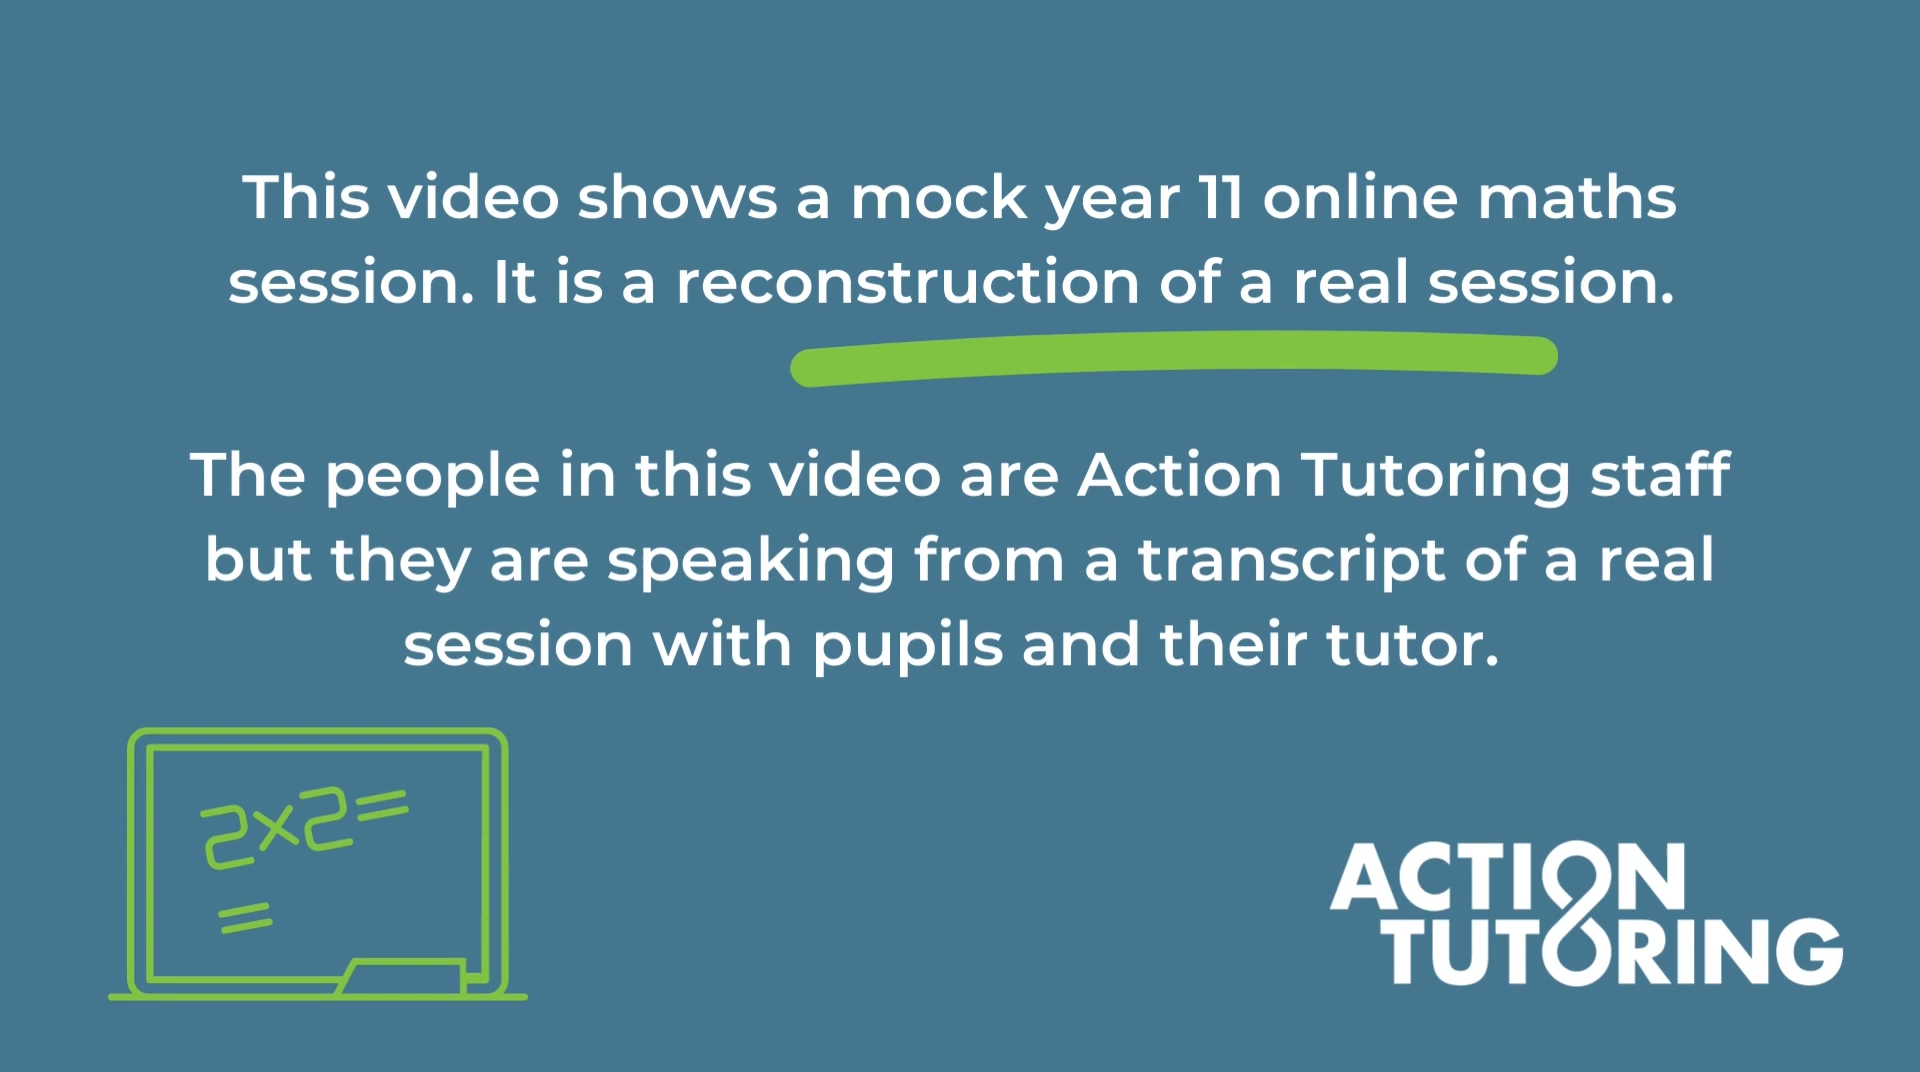 This video shows a mock year 11 online maths
session. It is a reconstruction of a real session.
The people in this video are Action Tutoring staff
but they are speaking from a transcript of a real
session with pupils and their tutor.
2x2=
=
ACTION
TUTORING